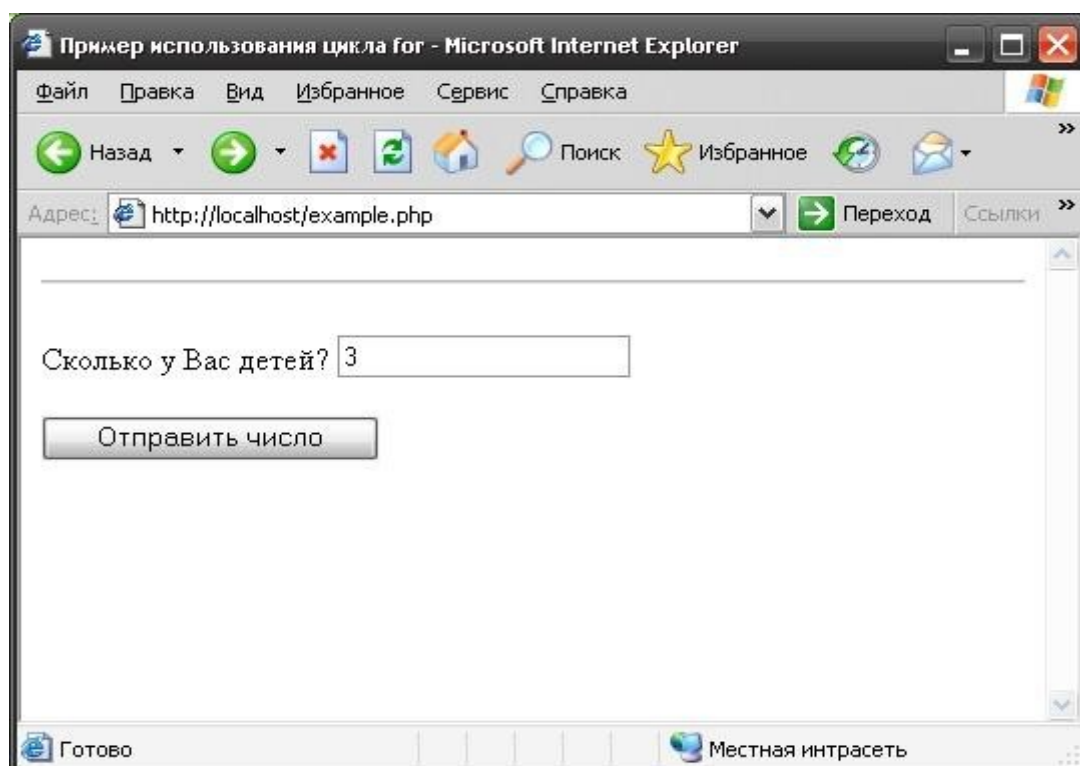 Пример использования цикла for - Microsoft Internet Explorer
Файл Правка Вид Избранное Сервис Справка
Назад Поиск Избранное »
Адрес: http://localhost/example.php Переход Ссылки »
Сколько у Вас детей? 3
Отправить число
Готово Местная интрасеть